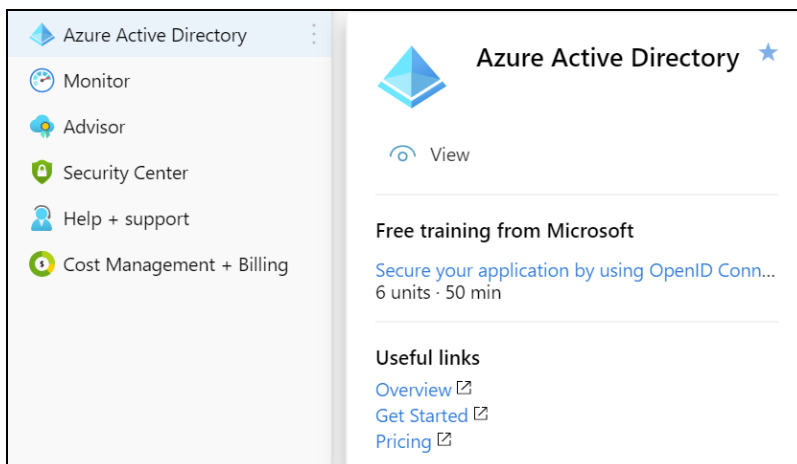 Azure Active Directory
Monitor
Advisor
Security Center
Help + support
Cost Management + Billing
Azure Active Directory
View
Free training from Microsoft
Secure your application by using OpenID Conn...
6 units · 50 min
Useful links
Overview
Get Started
Pricing